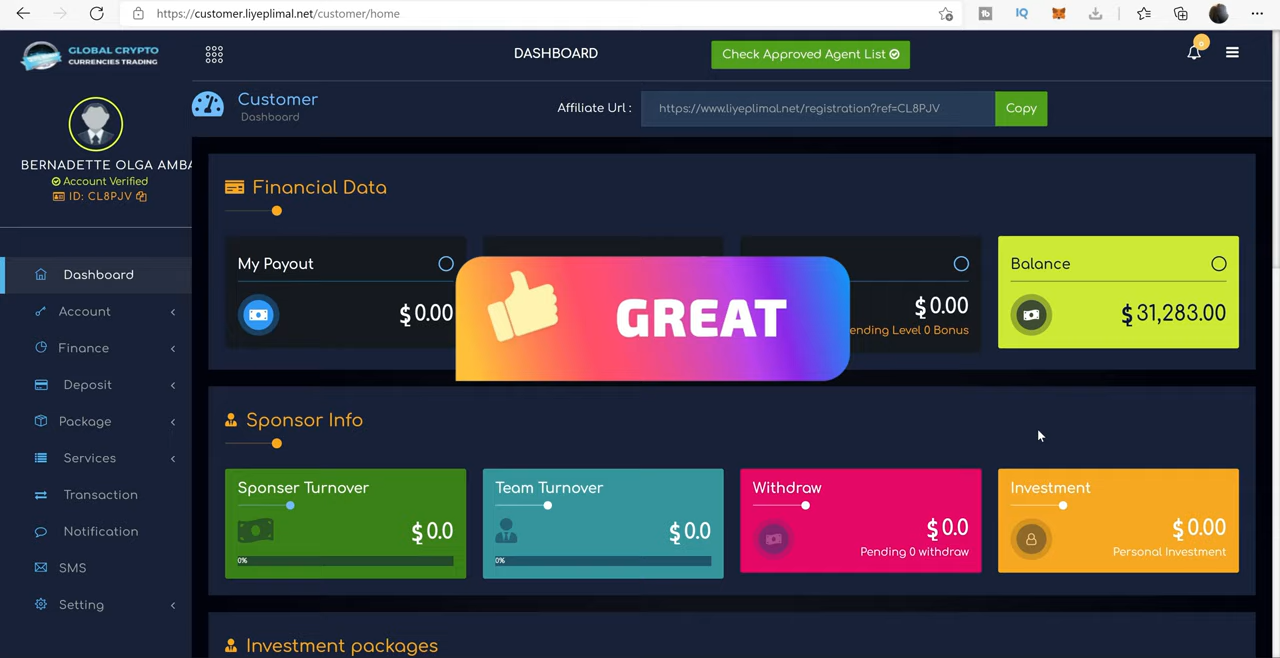 https://customer.liyeplimal.net/customer/home
GLOBAL CRYPTO
CURRENCIES TRADING
DASHBOARD
Check Approved Agent List
Customer
Dashboard
Affiliate Url :
https://www.liyeplimal.net/registration?ref=CL8PJV
Copy
BERNADETTE OLGA AMBA
Account Verified
ID: CL8PJV
Dashboard
Account
Finance
Deposit
Package
Services
Transaction
Notification
SMS
Setting
Financial Data
My Payout
$0.00
GREAT
$0.00
ending Level 0 Bonus
Balance
$31,283.00
Sponsor Info
Sponser Turnover
$0.0
0%
Team Turnover
$0.0
0%
Withdraw
$0.0
Pending 0 withdraw
Investment
$0.00
Personal Investment
Investment packages